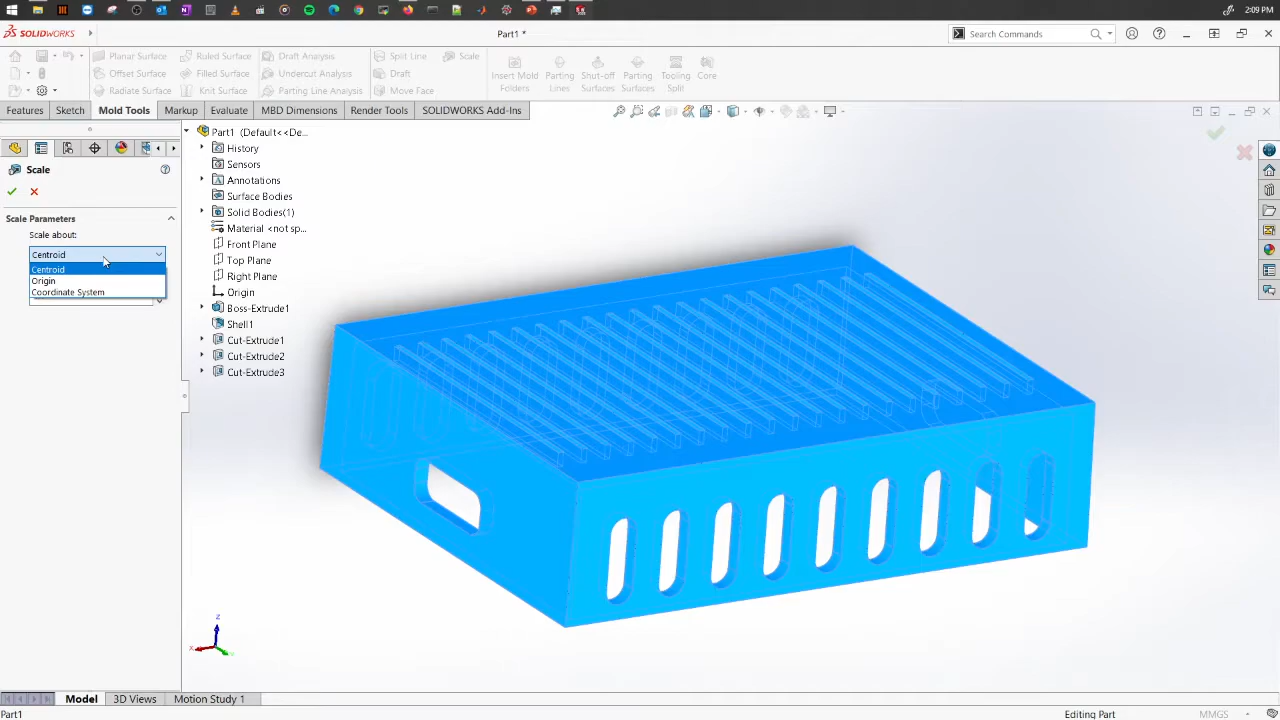 2:09 PM
SOLIDWORKS
Part1 *
Search Commands
Planar Surface
Ruled Surface
Draft Analysis
Split Line
Scale
Offset Surface
Filled Surface
Undercut Analysis
Draft
Radiate Surface
Knit Surface
Parting Line Analysis
Move Face
Insert Mold
Folders
Parting
Lines
Shut-off
Surfaces
Parting
Surfaces
Tooling
Split
Core
Features
Sketch
Mold Tools
Markup
Evaluate
MBD Dimensions
Render Tools
SOLIDWORKS Add-Ins
Scale
Scale Parameters
Scale about:
Centroid
Centroid
Origin
Coordinate System
Part1 (Default<<De...
History
Sensors
Annotations
Surface Bodies
Solid Bodies(1)
Material <not sp...
Front Plane
Top Plane
Right Plane
Origin
Boss-Extrude1
Shell1
Cut-Extrude1
Cut-Extrude2
Cut-Extrude3
Z
X
Model
3D Views
Motion Study 1
Part1
Editing Part
MMGS